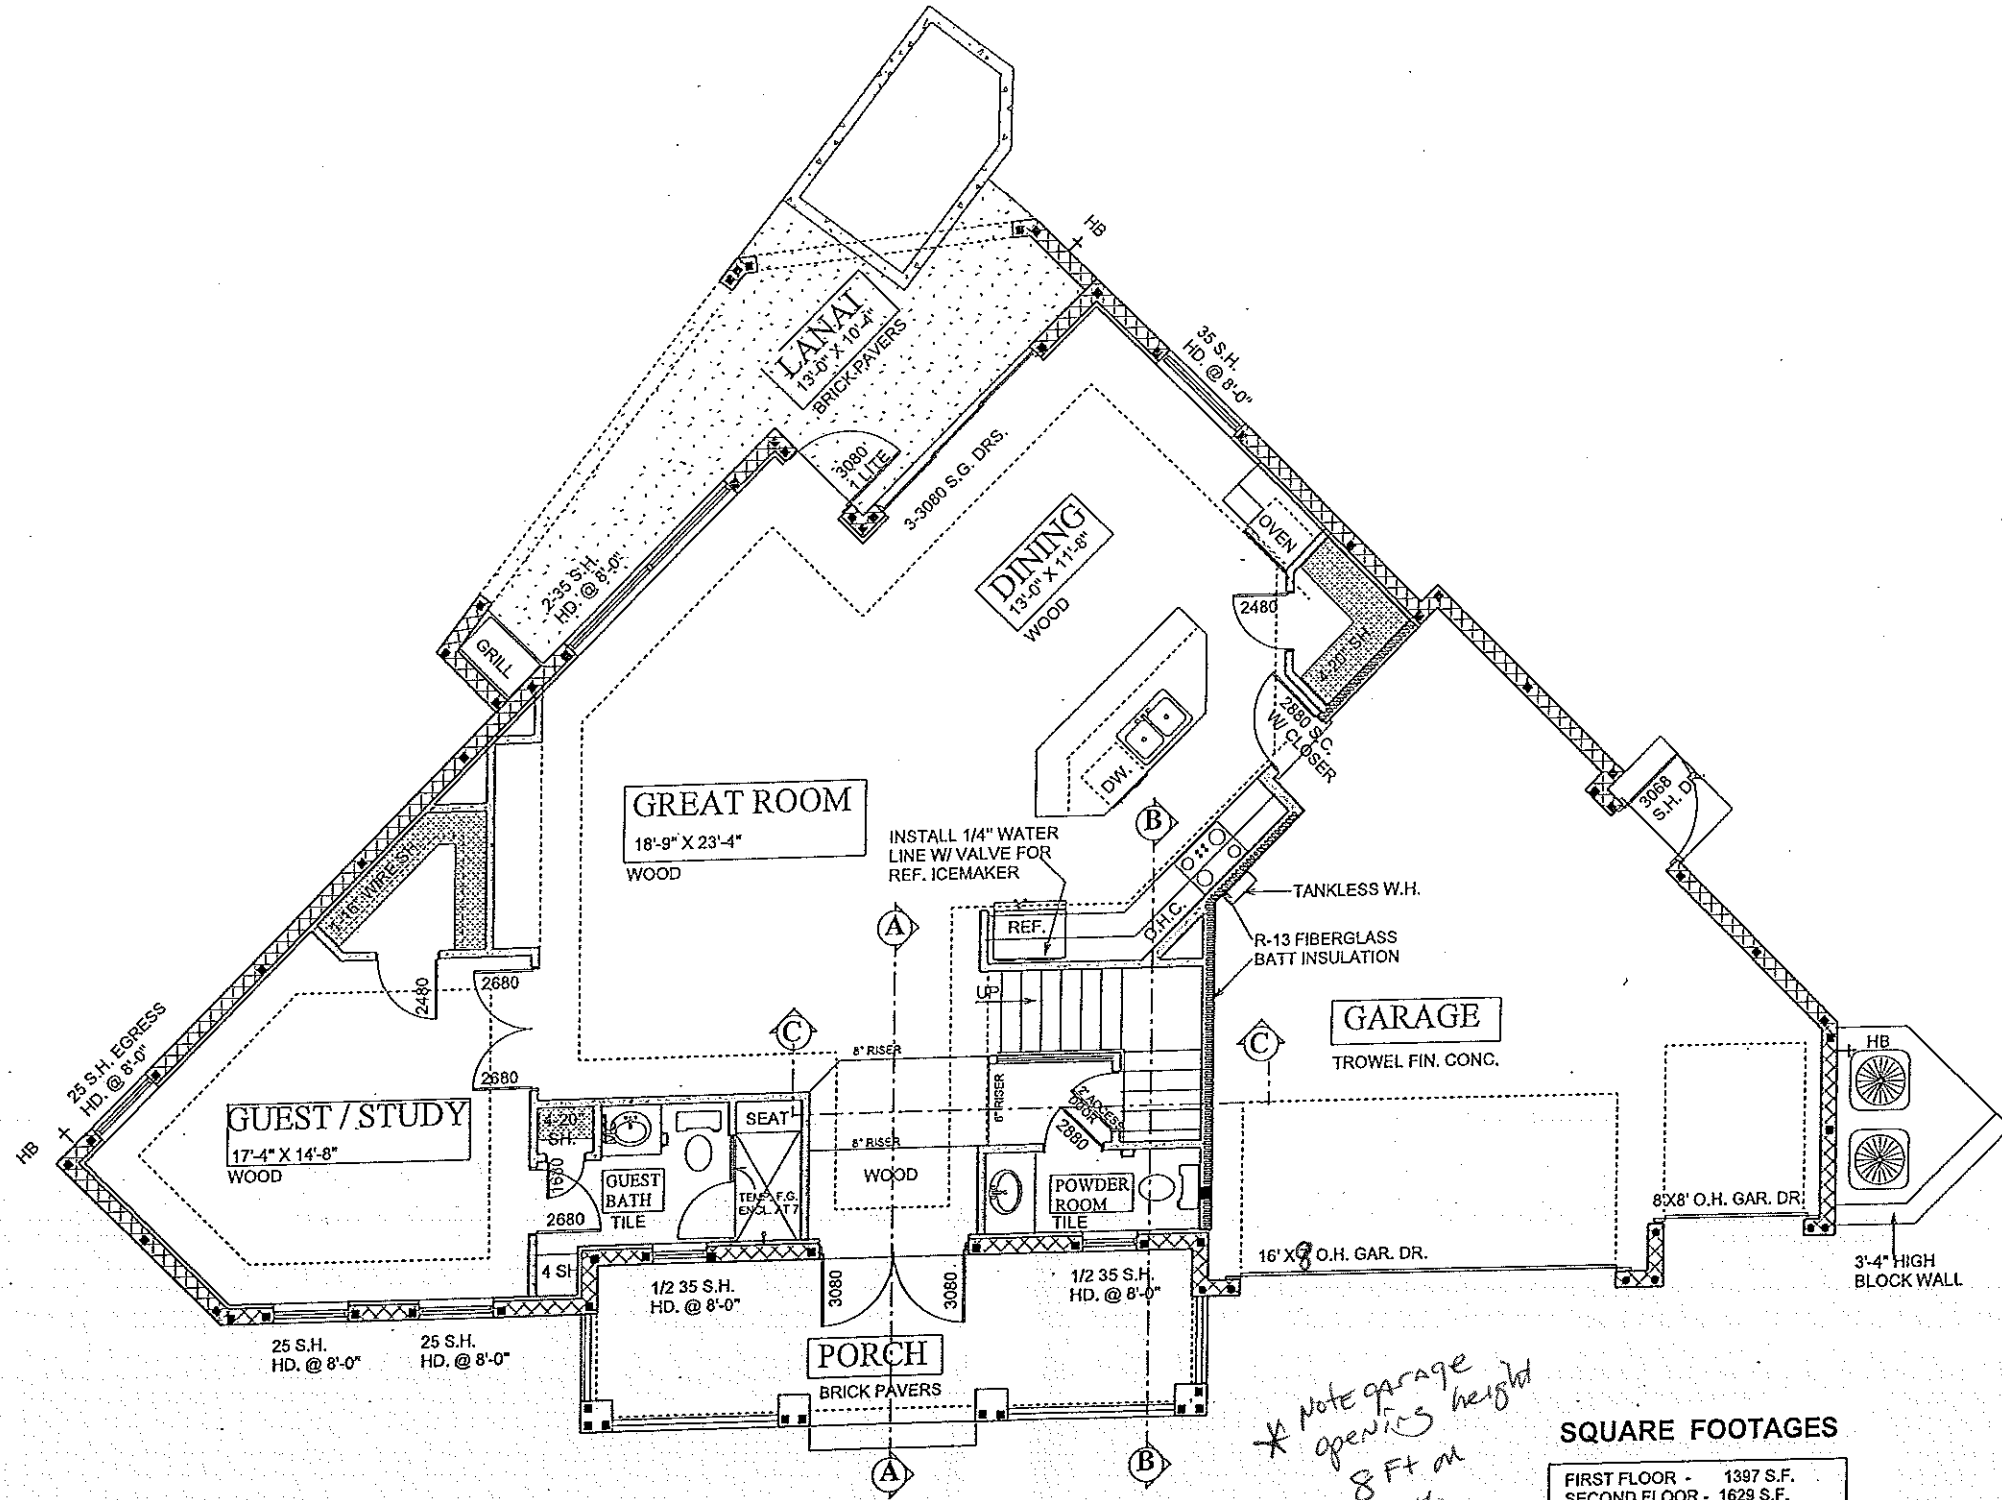 HB
LANAI
13'-0" X 10'-4"
BRICK PAVERS
35 S.H.
HD. @ 8'-0"
3080
1 LITE
3-3080 S.G. DRS.
2-35 S.H.
HD. @ 8'-0"
GRILL
DINING
13'-0" X 11'-8"
WOOD
OVEN
2480
4-20" SH.
2880 S.C.
W/ CLOSER
DW.
3068
GREAT ROOM
18'-9" X 23'-4"
WOOD
INSTALL 1/4" WATER
LINE W/ VALVE FOR
REF. ICEMAKER
B
TANKLESS W.H.
R-13 FIBERGLASS
BATT INSULATION
A
REF.
UP
2480
2680
2680
C
8" RISER
6" RISER
8" RISER
C
GARAGE
TROWEL FIN. CONC.
HB
25 S.H. EGRESS
HD. @ 8'-0"
HB
GUEST / STUDY
17'-4" X 14'-8"
WOOD
4-20
SH.
1680
2680
GUEST
BATH
TILE
SEAT
WOOD
ACCESS
DOOR
2880
POWDER
ROOM
TILE
8'X8' O.H. GAR. DR.
16' X 8 O.H. GAR. DR.
3'-4" HIGH
BLOCK WALL
4 SH
1/2 35 S.H.
HD. @ 8'-0"
3080
3080
1/2 35 S.H.
HD. @ 8'-0"
25 S.H.
HD. @ 8'-0"
25 S.H.
HD. @ 8'-0"
PORCH
BRICK PAVERS
A
B
* Note garage
opening height
8 Ft on
SQUARE FOOTAGES
FIRST FLOOR - 1397 S.F.
SECOND FLOOR - 1629 S.F.